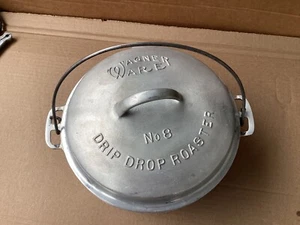 WAGNER
WARE
No 8
DRIP DROP ROASTER